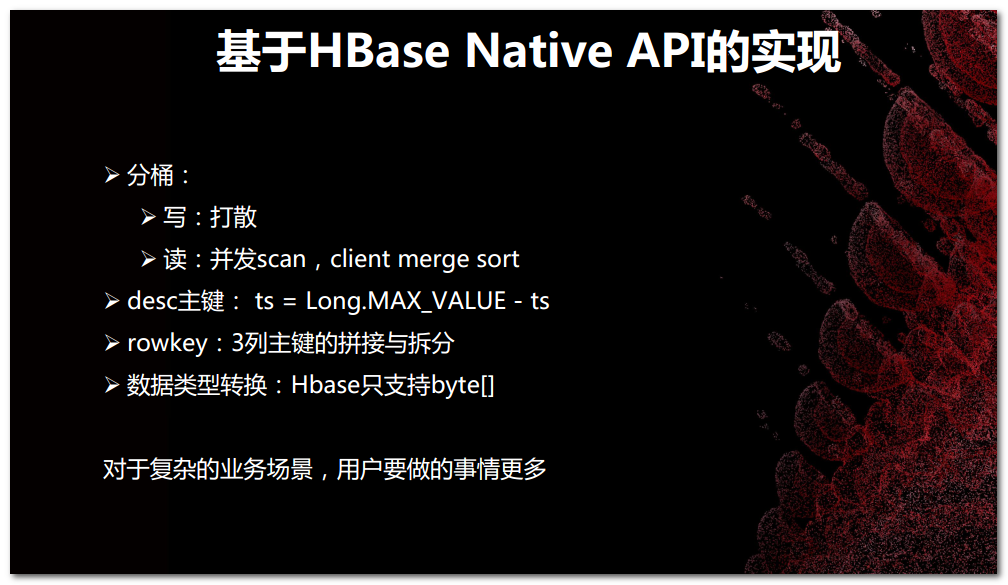 基于HBase Native API的实现
➢ 分桶：
➢ 写：打散
➢ 读：并发scan，client merge sort
➢ desc主键： ts = Long.MAX_VALUE - ts
➢ rowkey：3列主键的拼接与拆分
➢ 数据类型转换：Hbase只支持byte[]
对于复杂的业务场景，用户要做的事情更多